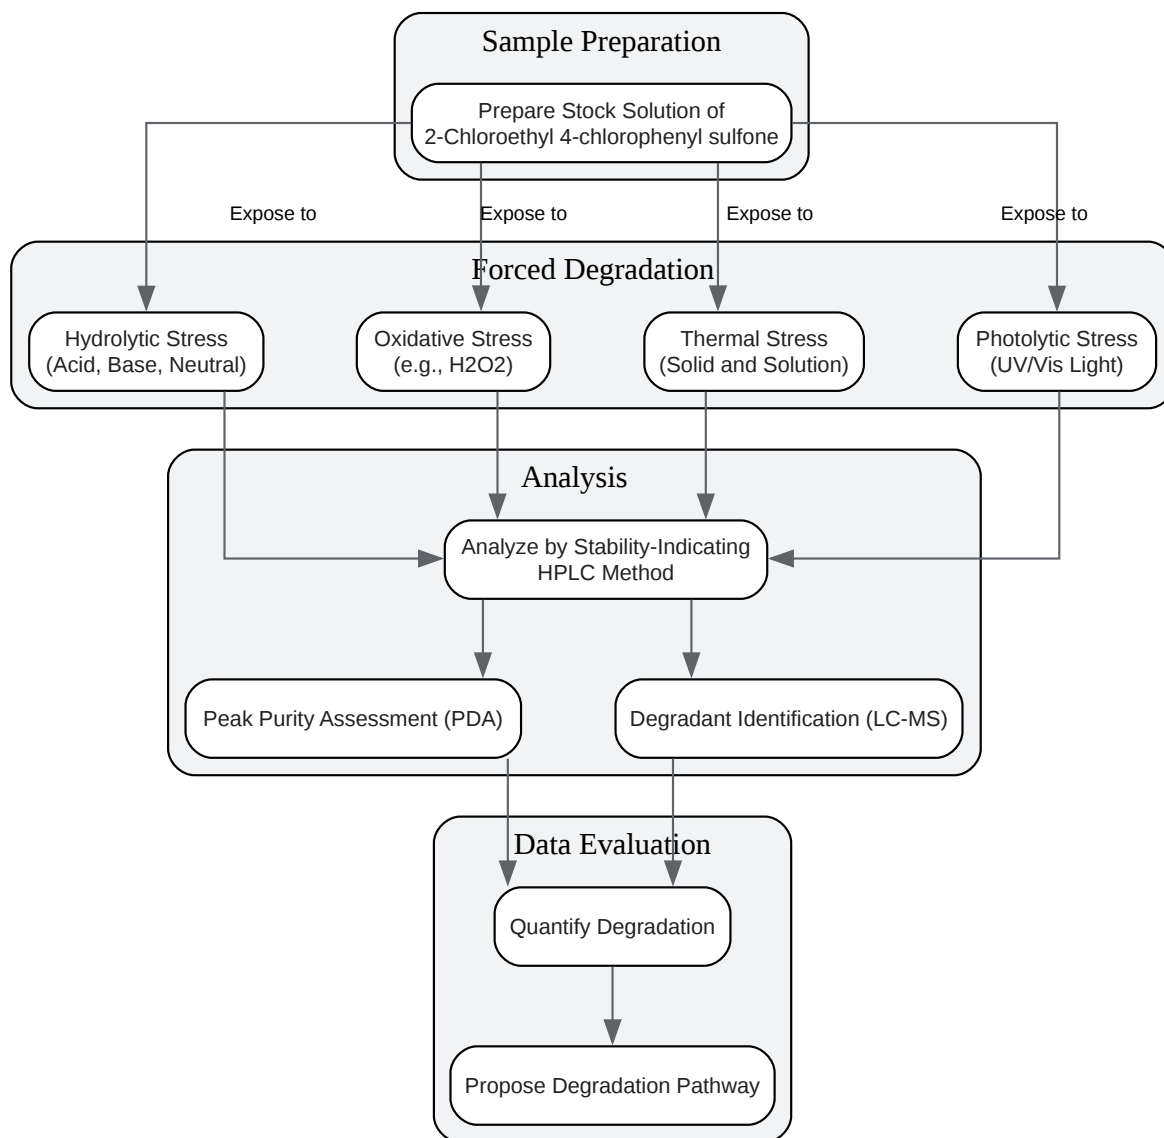 Sample Preparation
Prepare Stock Solution of
2-Chloroethyl 4-chlorophenyl sulfone
Expose to
Expose to
Expose to
Expose to
Forced Degradation
Hydrolytic Stress
(Acid, Base, Neutral)
Oxidative Stress
(e.g., H2O2)
Thermal Stress
(Solid and Solution)
Photolytic Stress
(UV/Vis Light)
Analysis
Analyze by Stability-Indicating
HPLC Method
Peak Purity Assessment (PDA)
Degradant Identification (LC-MS)
Data Evaluation
Quantify Degradation
Propose Degradation Pathway